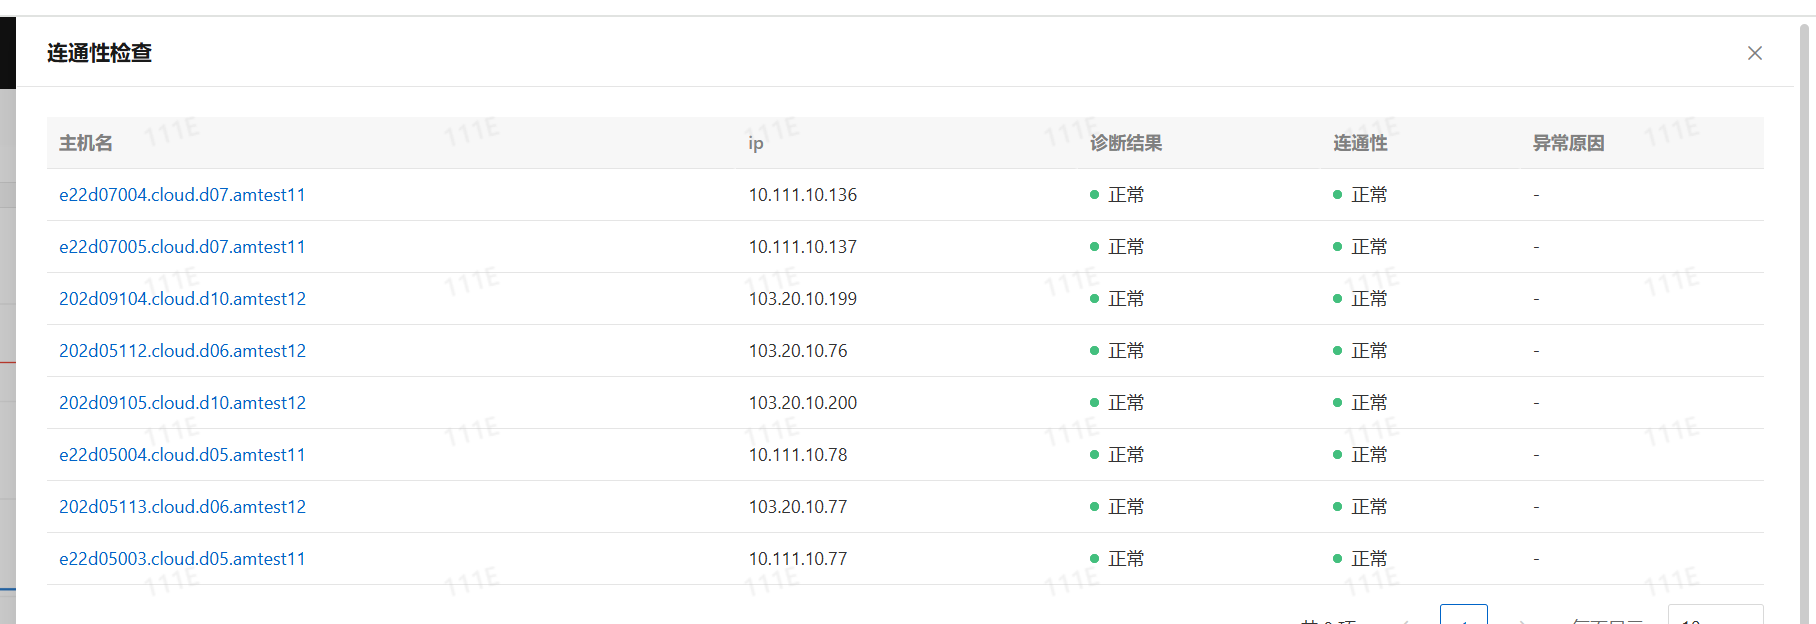 连通性检查
主机名 ip 诊断结果 连通性 异常原因
e22d07004.cloud.d07.amtest11 10.111.10.136 正常 正常 -
e22d07005.cloud.d07.amtest11 10.111.10.137 正常 正常 -
202d09104.cloud.d10.amtest12 103.20.10.199 正常 正常 -
202d05112.cloud.d06.amtest12 103.20.10.76 正常 正常 -
202d09105.cloud.d10.amtest12 103.20.10.200 正常 正常 -
e22d05004.cloud.d05.amtest11 10.111.10.78 正常 正常 -
202d05113.cloud.d06.amtest12 103.20.10.77 正常 正常 -
e22d05003.cloud.d05.amtest11 10.111.10.77 正常 正常 -